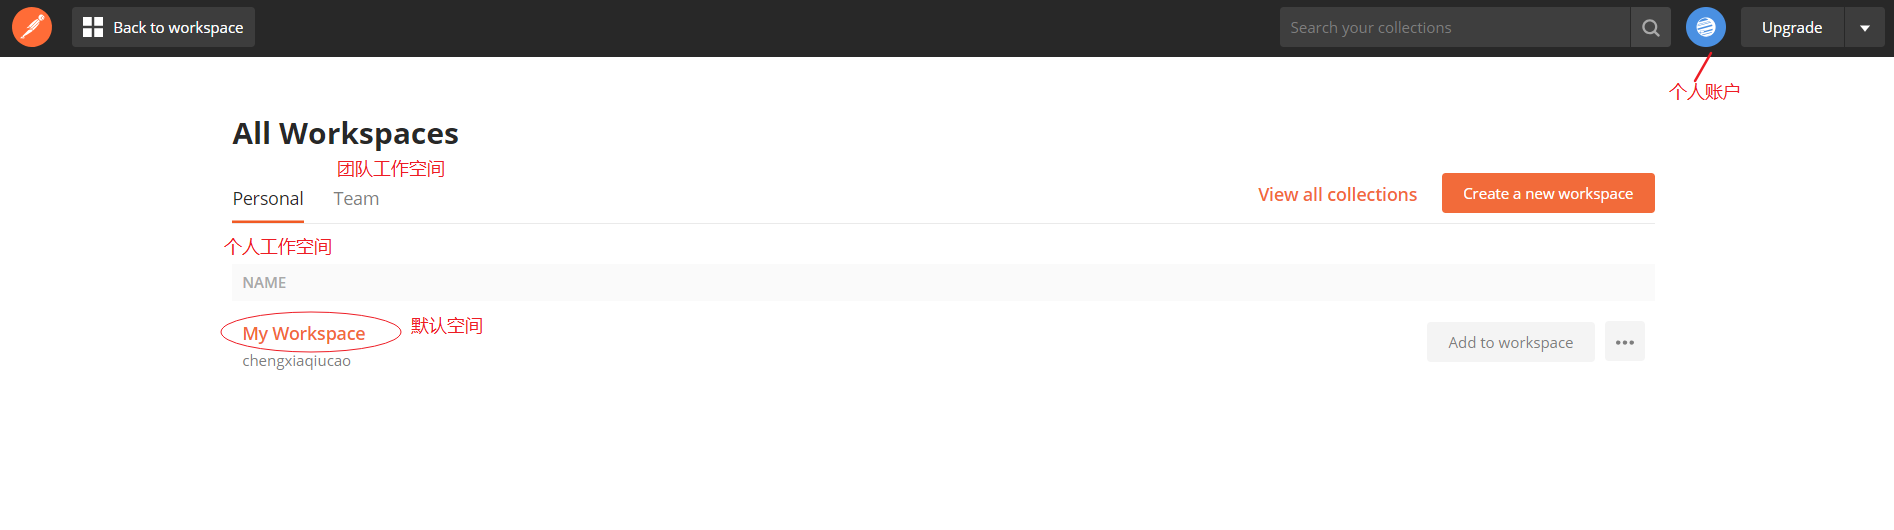 Back to workspace
Search your collections
Upgrade
个人账户
All Workspaces
团队工作空间
Personal
Team
View all collections
Create a new workspace
个人工作空间
NAME
My Workspace
默认空间
chengxiaqiucao
Add to workspace